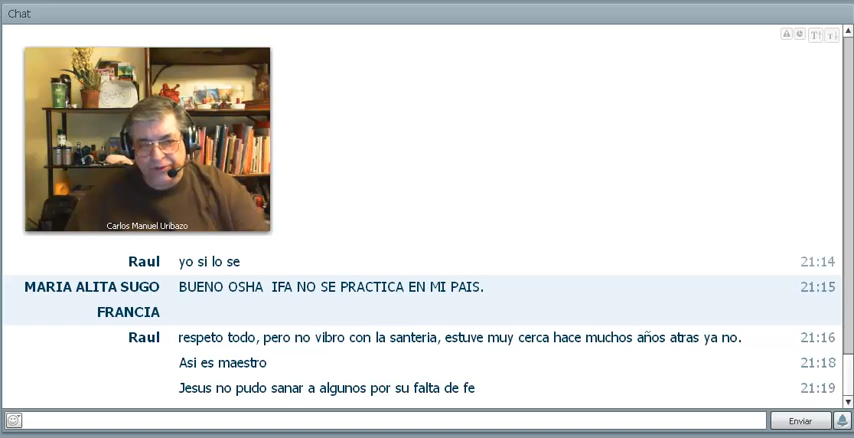 Chat
Carlos Manuel Uribazo
Raul yo si lo se 21:14
MARIA ALITA SUGO BUENO OSHA IFA NO SE PRACTICA EN MI PAIS. 21:15
FRANCIA
Raul respeto todo, pero no vibro con la santeria, estuve muy cerca hace muchos años atras ya no. 21:16
Asi es maestro 21:18
Jesus no pudo sanar a algunos por su falta de fe 21:19
Enviar